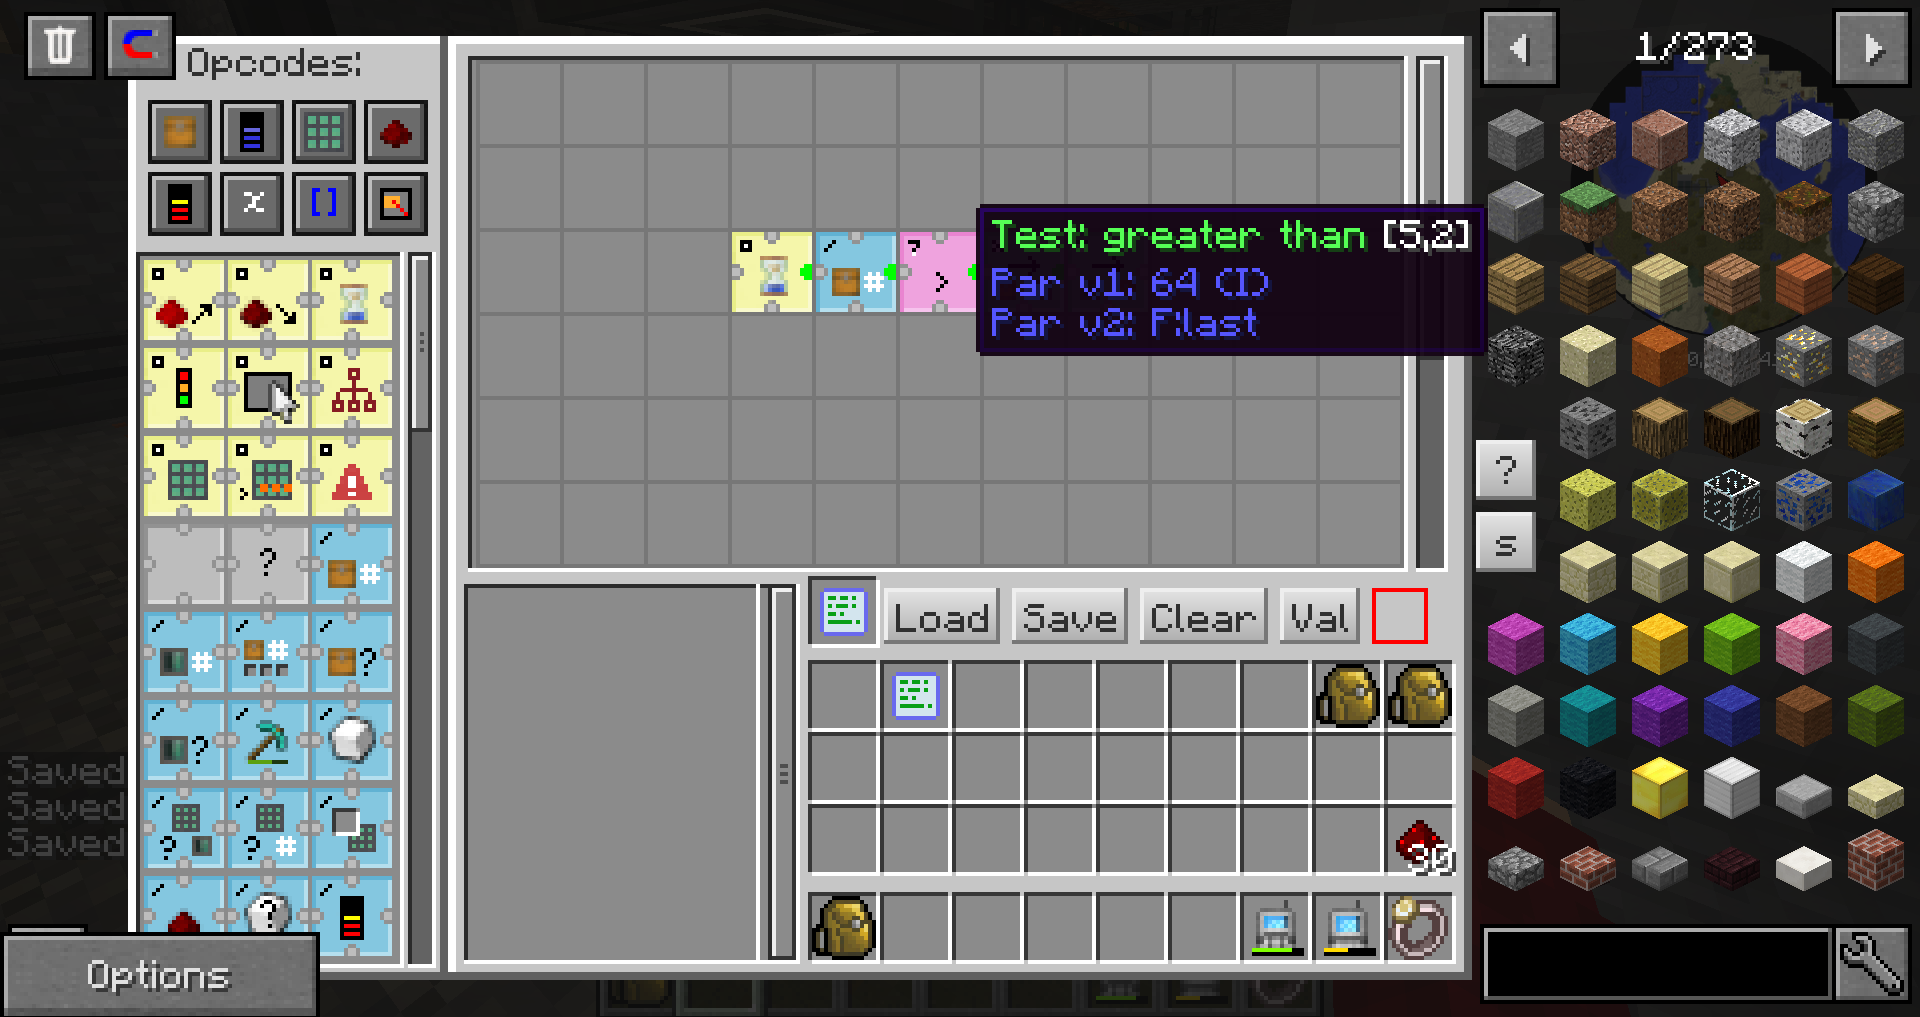 Opcodes:
1/273
Test: greater than [5,2]
Par v1: 64 (I)
Par v2: F:last
?
s
Load
Save
Clear
Val
Saved
Saved
Saved
30
Options